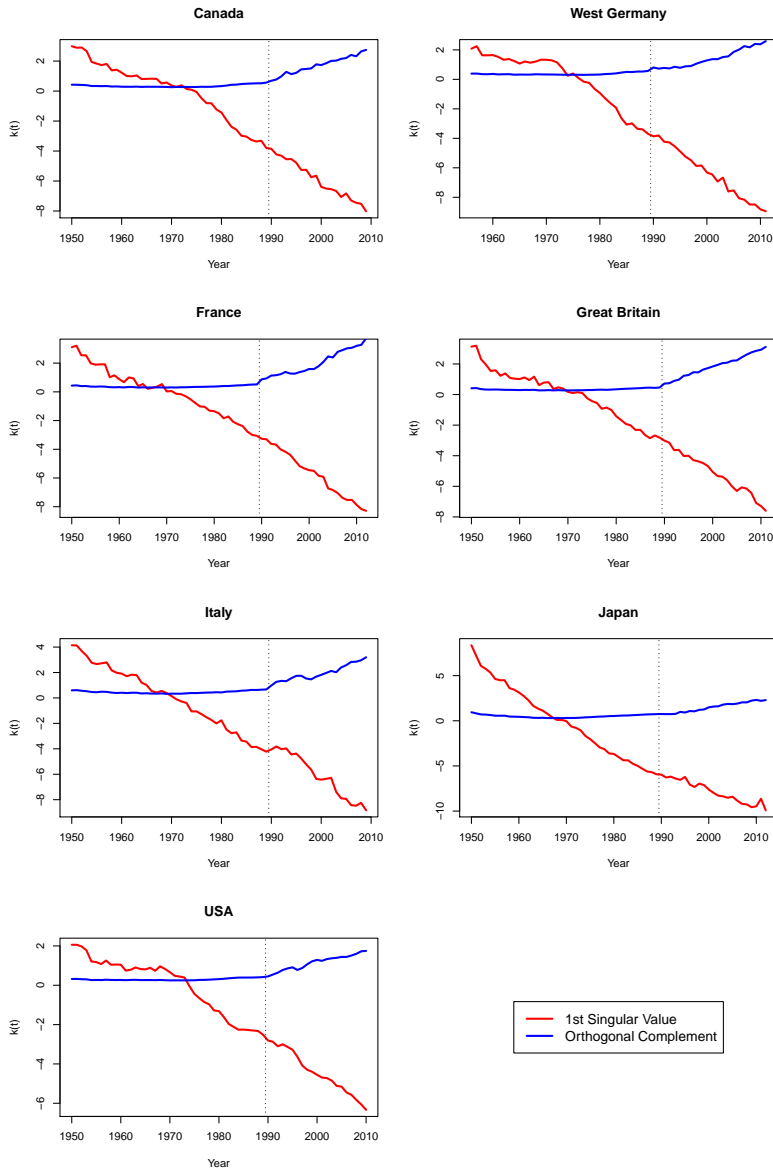 Canada
k(t)
2
0
−2
−4
−6
−8
1950 1960 1970 1980 1990 2000 2010
Year
West Germany
k(t)
2
0
−2
−4
−6
−8
1960 1970 1980 1990 2000 2010
Year
France
k(t)
2
0
−2
−4
−6
−8
1950 1960 1970 1980 1990 2000 2010
Year
Great Britain
k(t)
2
0
−2
−4
−6
−8
1950 1960 1970 1980 1990 2000 2010
Year
Italy
k(t)
4
2
0
−2
−4
−6
−8
1950 1960 1970 1980 1990 2000 2010
Year
Japan
k(t)
5
0
−5
−10
1950 1960 1970 1980 1990 2000 2010
Year
USA
k(t)
2
0
−2
−4
−6
1950 1960 1970 1980 1990 2000 2010
Year
1st Singular Value
Orthogonal Complement